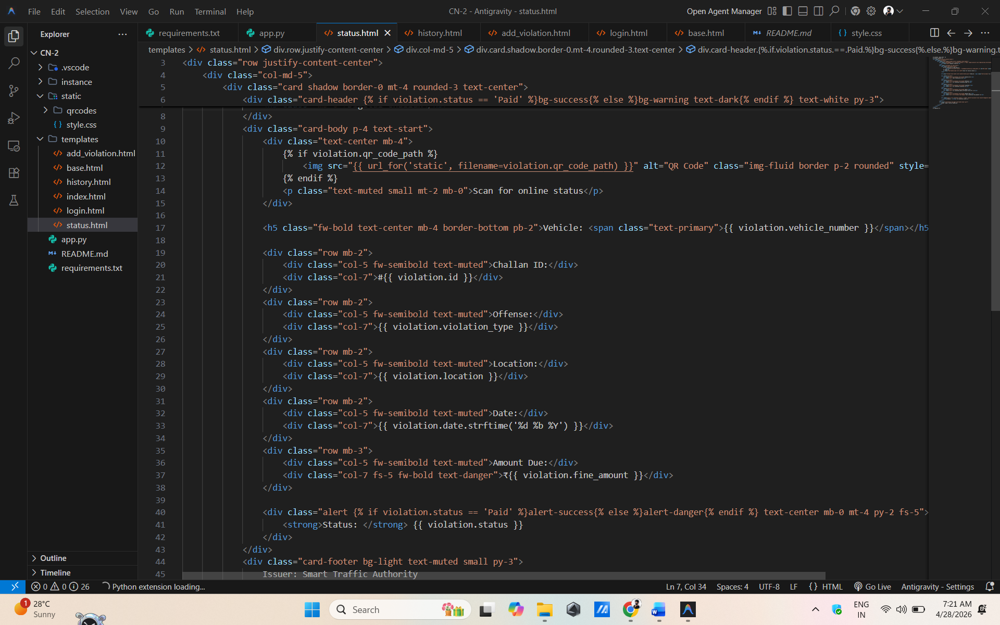 File Edit Selection View Go Run Terminal Help
CN-2 - Antigravity - status.html
Open Agent Manager
Explorer
CN-2
.vscode
instance
static
qrcodes
style.css
templates
add_violation.html
base.html
history.html
index.html
login.html
status.html
app.py
README.md
requirements.txt
Outline
Timeline
requirements.txt app.py status.html history.html add_violation.html login.html base.html README.md style.css
templates > status.html > div.row.justify-content-center > div.col-md-5 > div.card.shadow.border-0.mt-4.rounded-3.text-center > div.card-header.{%.if.violation.status.==.Paid.%}bg-success{%.else.%}bg-warning.t
3 <div class="row justify-content-center">
4 <div class="col-md-5">
5 <div class="card shadow border-0 mt-4 rounded-3 text-center">
6 <div class="card-header {% if violation.status == 'Paid' %}bg-success{% else %}bg-warning text-dark{% endif %} text-white py-3">
8 </div>
9 <div class="card-body p-4 text-start">
10 <div class="text-center mb-4">
11 {% if violation.qr_code_path %}
12 <img src="{{ url_for('static', filename=violation.qr_code_path) }}" alt="QR Code" class="img-fluid border p-2 rounded" style=
13 {% endif %}
14 <p class="text-muted small mt-2 mb-0">Scan for online status</p>
15 </div>
16
17 <h5 class="fw-bold text-center mb-4 border-bottom pb-2">Vehicle: <span class="text-primary">{{ violation.vehicle_number }}</span></h5
18
19 <div class="row mb-2">
20 <div class="col-5 fw-semibold text-muted">Challan ID:</div>
21 <div class="col-7">#{{ violation.id }}</div>
22 </div>
23 <div class="row mb-2">
24 <div class="col-5 fw-semibold text-muted">Offense:</div>
25 <div class="col-7">{{ violation.violation_type }}</div>
26 </div>
27 <div class="row mb-2">
28 <div class="col-5 fw-semibold text-muted">Location:</div>
29 <div class="col-7">{{ violation.location }}</div>
30 </div>
31 <div class="row mb-2">
32 <div class="col-5 fw-semibold text-muted">Date:</div>
33 <div class="col-7">{{ violation.date.strftime('%d %b %Y') }}</div>
34 </div>
35 <div class="row mb-3">
36 <div class="col-5 fw-semibold text-muted">Amount Due:</div>
37 <div class="col-7 fs-5 fw-bold text-danger">₹{{ violation.fine_amount }}</div>
38 </div>
39
40 <div class="alert {% if violation.status == 'Paid' %}alert-success{% else %}alert-danger{% endif %} text-center mb-0 mt-4 py-2 fs-5">
41 <strong>Status: </strong> {{ violation.status }}
42 </div>
43 </div>
44 <div class="card-footer bg-light text-muted small py-3">
45 Issuer: Smart Traffic Authority
0 0 26 Python extension loading...
Ln 7, Col 34 Spaces: 4 UTF-8 LF {} HTML Go Live Antigravity - Settings
1
28°C
Sunny
Search
ENG
IN
7:21 AM
4/28/2026